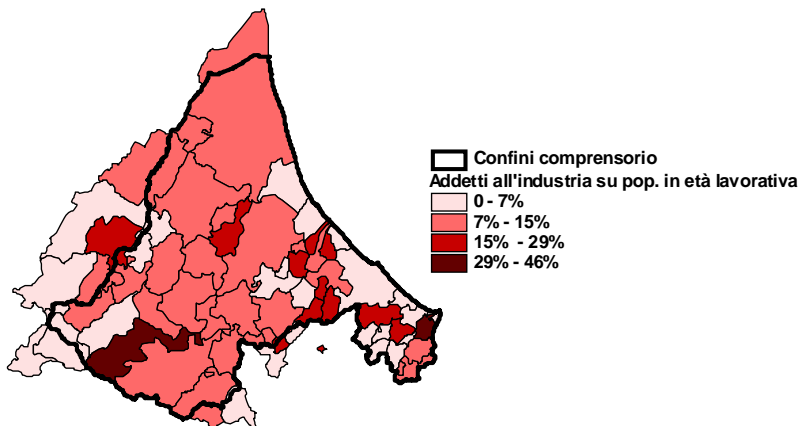 Confini comprensorio
Addetti all'industria su pop. in età lavorativa
0 - 7%
7% - 15%
15% - 29%
29% - 46%